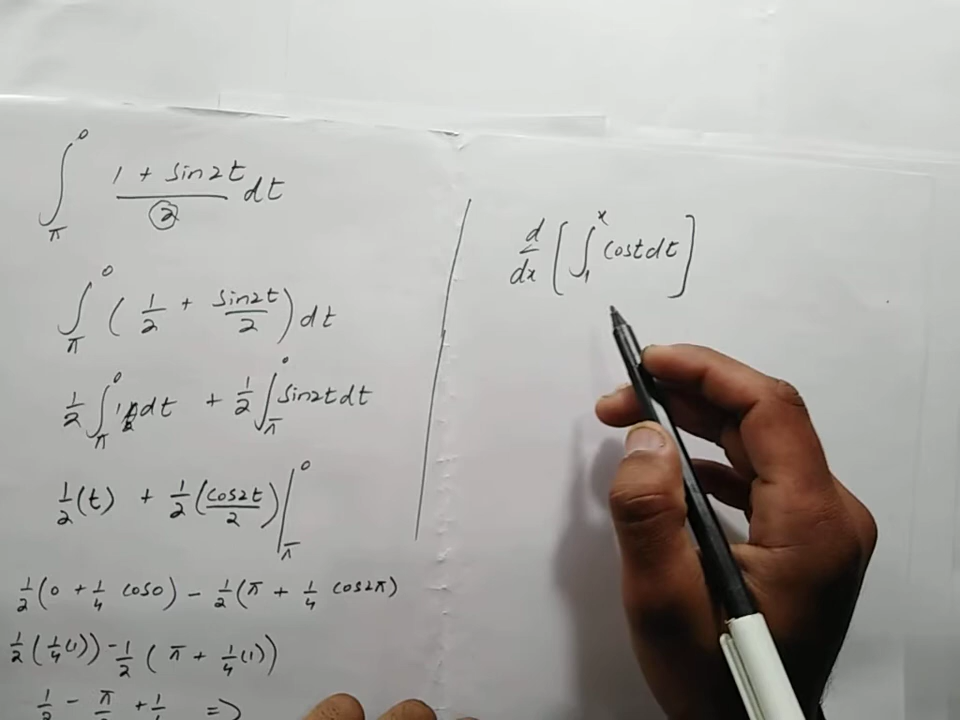 ∫_π^0 (1 + sin2t)/2 dt
∫_π^0 (1/2 + sin2t/2) dt
1/2 ∫_π^0 1 dt + 1/2 ∫_π^0 sin2t dt
1/2(t) + 1/2(cos2t/2) |_π^0
1/2(0 + 1/4 cos0) - 1/2(π + 1/4 cos2π)
1/2(1/4(1)) - 1/2(π + 1/4(1))
d/dx [∫_1^x cost dt]